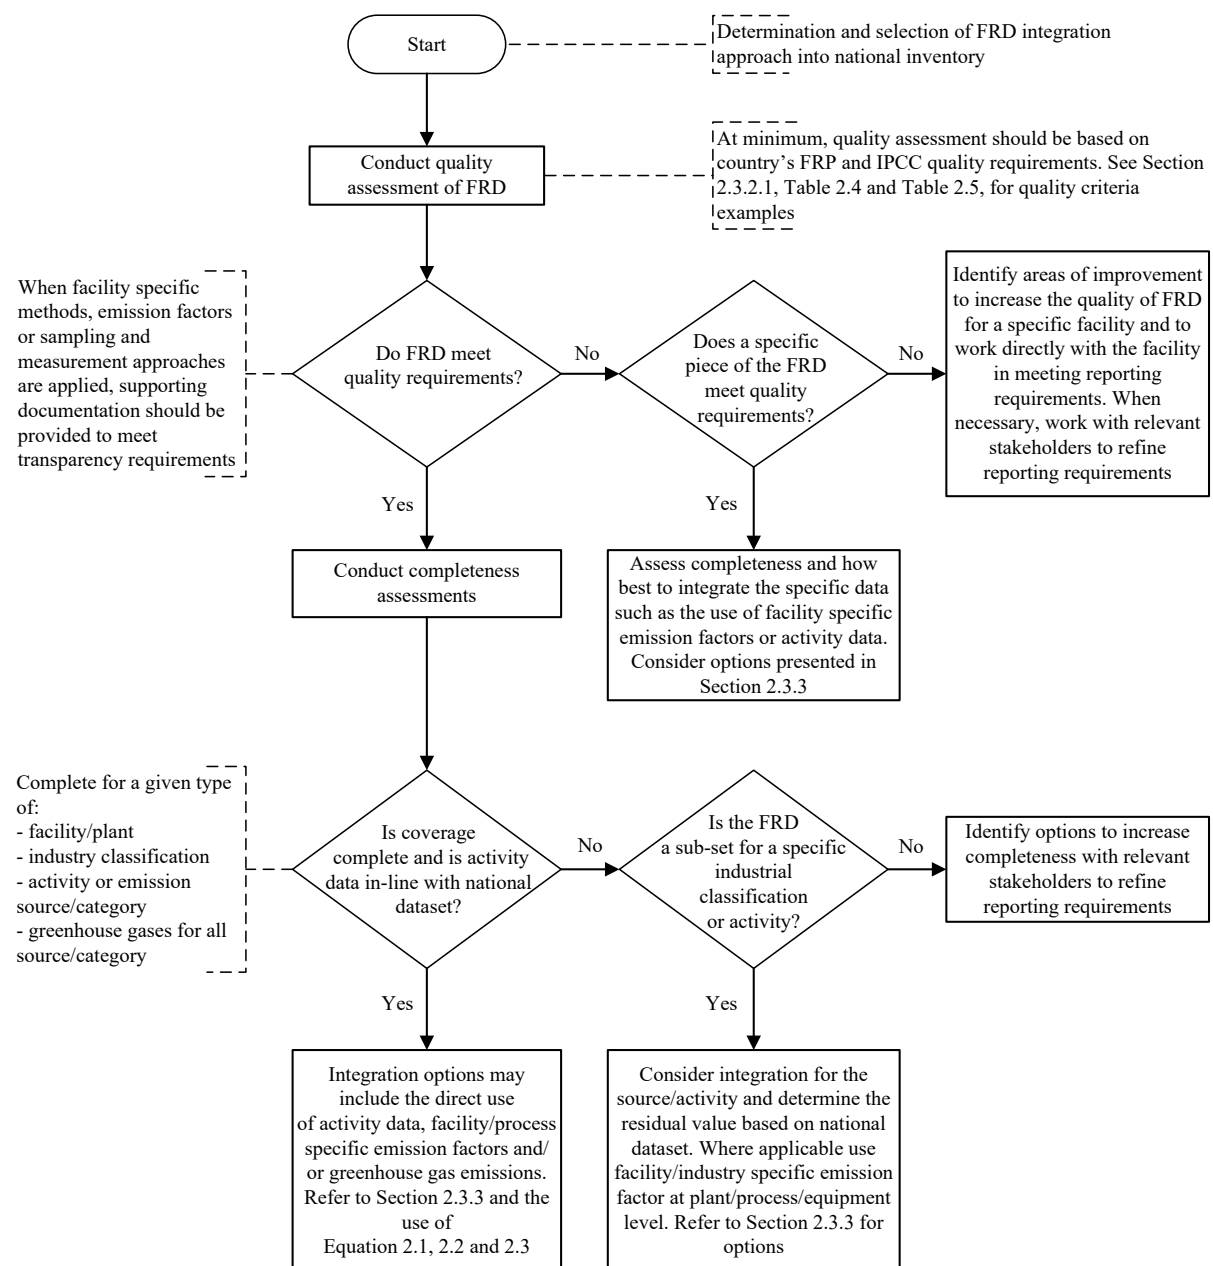 Start
Determination and selection of FRD integration
approach into national inventory
Conduct quality
assessment of FRD
At minimum, quality assessment should be based on
country's FRP and IPCC quality requirements. See Section
2.3.2.1, Table 2.4 and Table 2.5, for quality criteria
examples
When facility specific
methods, emission factors
or sampling and
measurement approaches
are applied, supporting
documentation should be
provided to meet
transparency requirements
Do FRD meet
quality requirements?
No
Does a specific
piece of the FRD
meet quality
requirements?
No
Identify areas of improvement
to increase the quality of FRD
for a specific facility and to
work directly with the facility
in meeting reporting
requirements. When
necessary, work with relevant
stakeholders to refine
reporting requirements
Yes
Yes
Conduct completeness
assessments
Assess completeness and how
best to integrate the specific data
such as the use of facility specific
emission factors or activity data.
Consider options presented in
Section 2.3.3
Complete for a given type
of:
- facility/plant
- industry classification
- activity or emission
source/category
- greenhouse gases for all
source/category
Is coverage
complete and is activity
data in-line with national
dataset?
No
Is the FRD
a sub-set for a specific
industrial
classification
or activity?
No
Identify options to increase
completeness with relevant
stakeholders to refine
reporting requirements
Yes
Yes
Integration options may
include the direct use
of activity data, facility/process
specific emission factors and/
or greenhouse gas emissions.
Refer to Section 2.3.3 and the
use of
Equation 2.1, 2.2 and 2.3
Consider integration for the
source/activity and determine the
residual value based on national
dataset. Where applicable use
facility/industry specific emission
factor at plant/process/equipment
level. Refer to Section 2.3.3 for
options